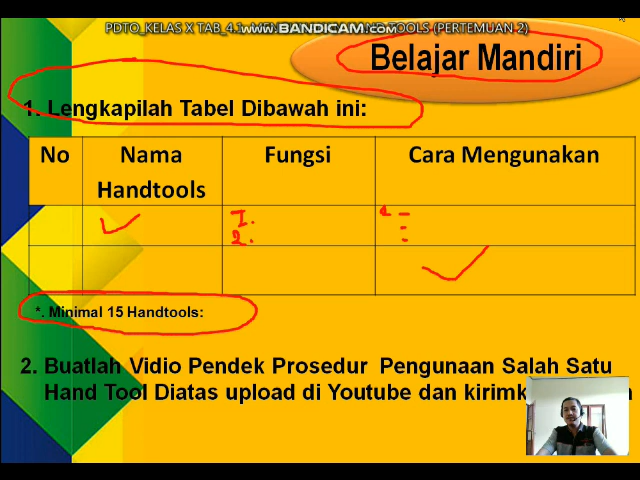 PDTO_KELAS X TAB_4.1 TOOLS (PERTEMUAN 2)
www.BANDICAM.com
Belajar Mandiri
1. Lengkapilah Tabel Dibawah ini:
No Nama Handtools Fungsi Cara Mengunakan
1.
2.
1 -
*. Minimal 15 Handtools:
2. Buatlah Vidio Pendek Prosedur Pengunaan Salah Satu
Hand Tool Diatas upload di Youtube dan